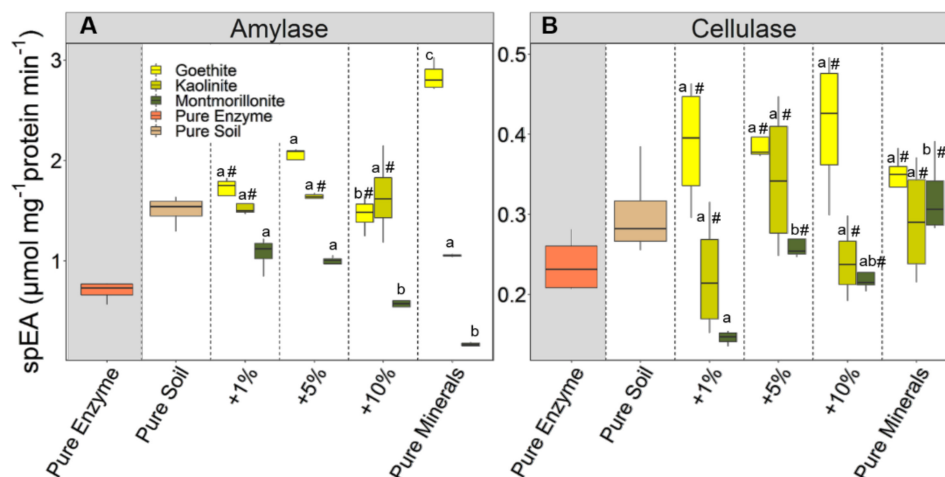 A
Amylase
B
Cellulase
spEA (µmol mg⁻¹protein min⁻¹)
3
2
1
Goethite
Kaolinite
Montmorillonite
Pure Enzyme
Pure Soil
a#
a#
a
a
a#
a
b#
a#
b
c
a
b
Pure Enzyme
Pure Soil
+1%
+5%
+10%
Pure Minerals
0.5
0.4
0.3
0.2
a#
a#
a
a#
a#
b#
a#
a#
ab#
a#
a#
b#
Pure Enzyme
Pure Soil
+1%
+5%
+10%
Pure Minerals